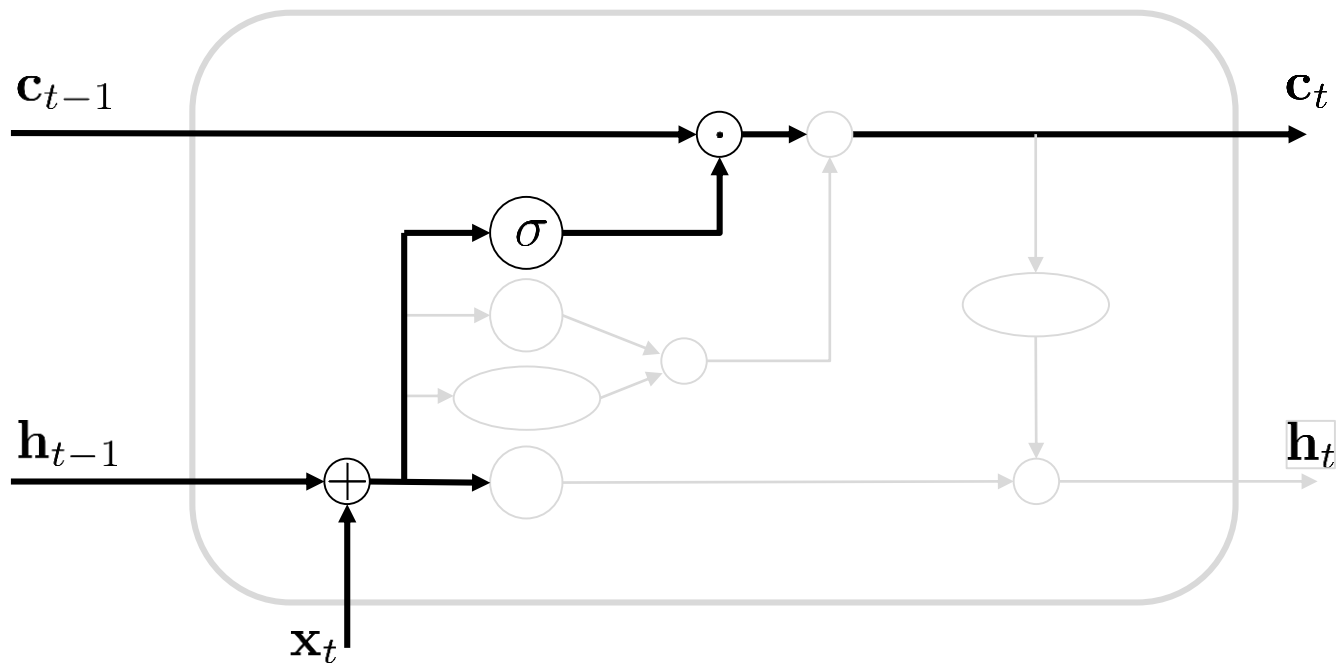 c_{t−1}
c_t
·
σ
h_{t−1}
h_t
+
x_t